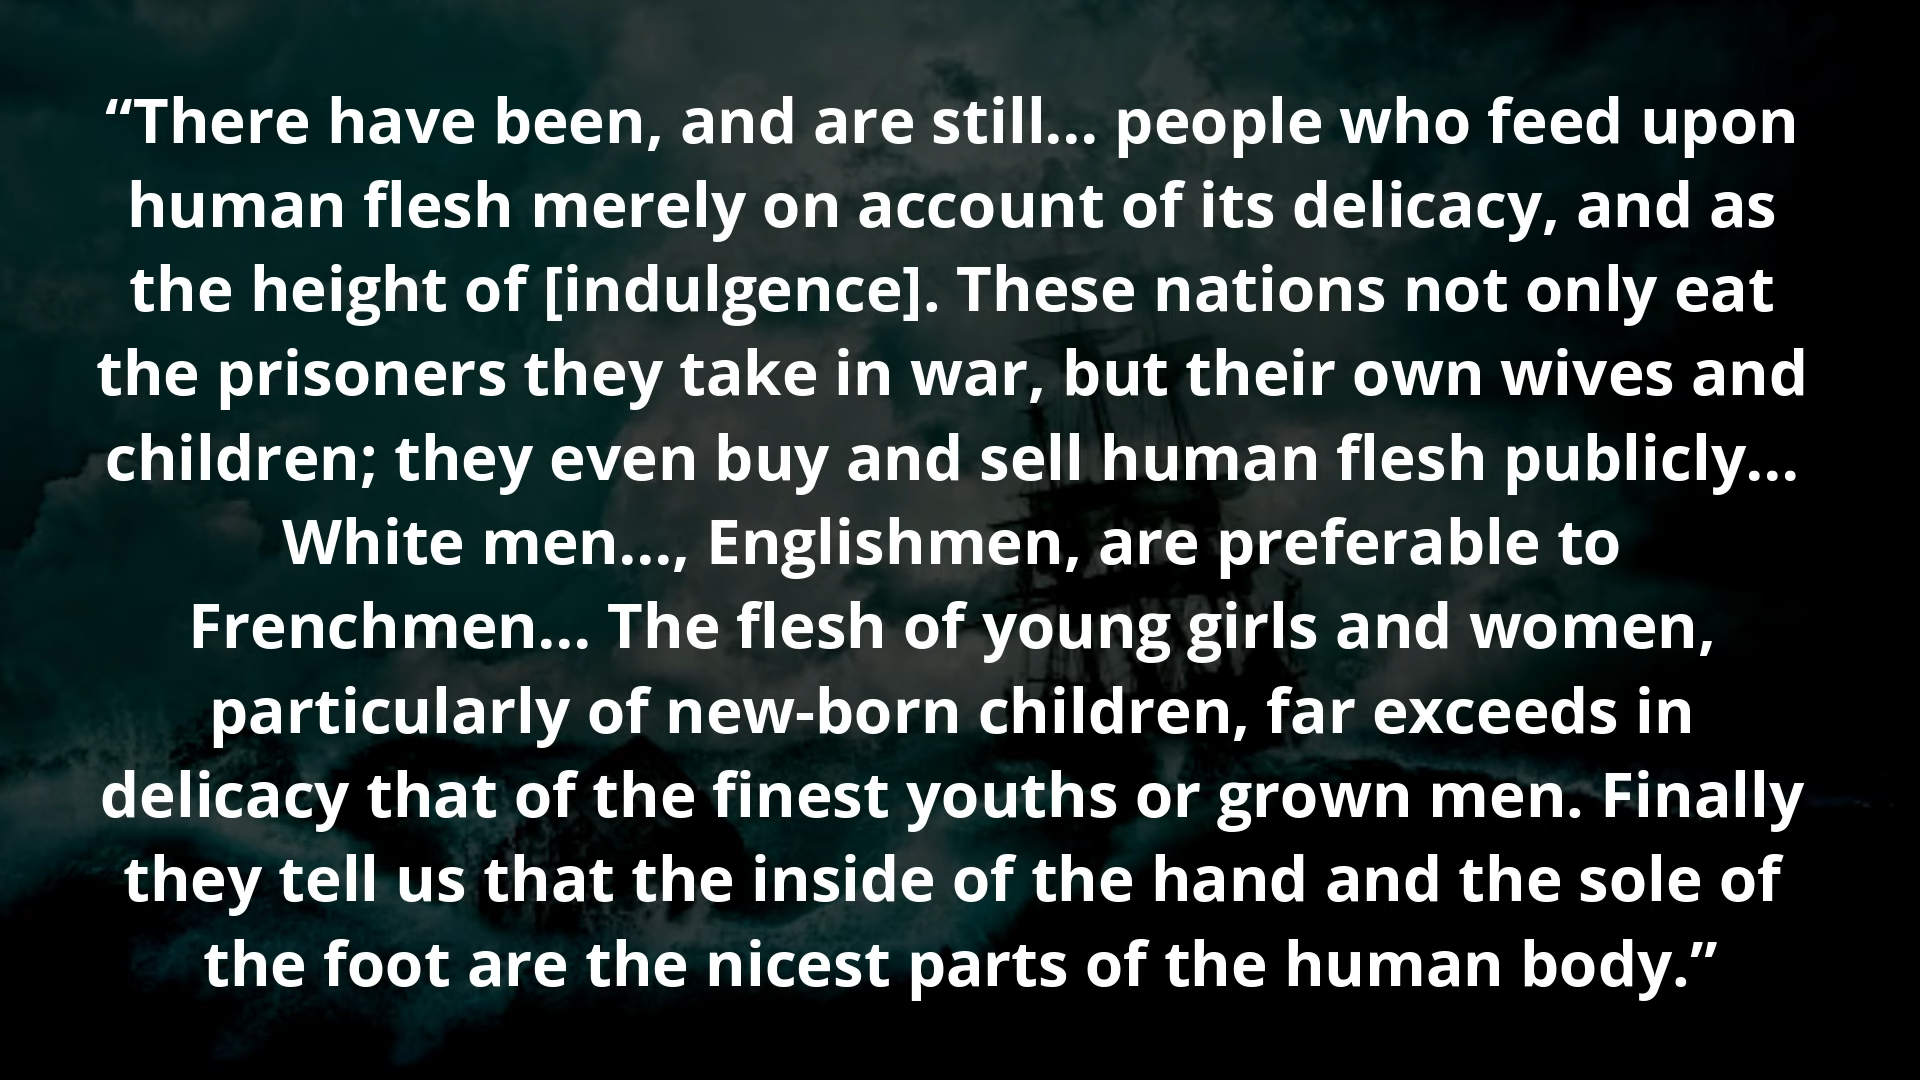 “There have been, and are still... people who feed upon
human flesh merely on account of its delicacy, and as
the height of [indulgence]. These nations not only eat
the prisoners they take in war, but their own wives and
children; they even buy and sell human flesh publicly...
White men..., Englishmen, are preferable to
Frenchmen... The flesh of young girls and women,
particularly of new-born children, far exceeds in
delicacy that of the finest youths or grown men. Finally
they tell us that the inside of the hand and the sole of
the foot are the nicest parts of the human body.”